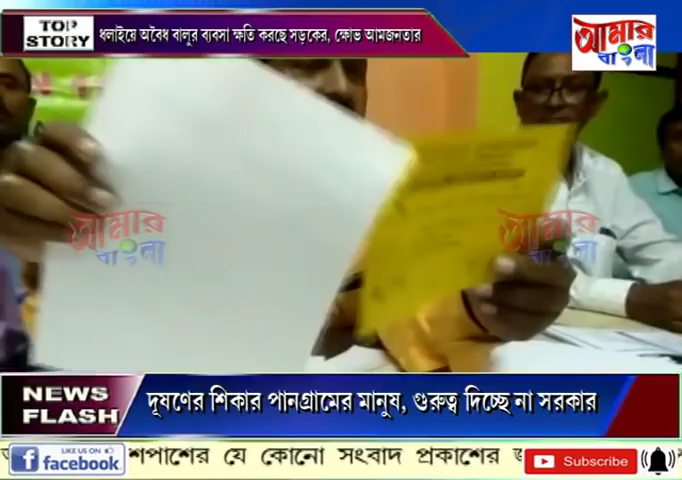 TOP STORY ধলাইয়ে অবৈধ বালুর ব্যবসা ক্ষতি করছে সড়কের, ক্ষোভ আমজনতার
আমার বাংলা
আমার বাংলা
আমার বাংলা
NEWS FLASH দূষণের শিকার পানগ্রামের মানুষ, গুরুত্ব দিচ্ছে না সরকার
LIKE US ON facebook শপাশের যে কোনো সংবাদ প্রকাশের Subscribe